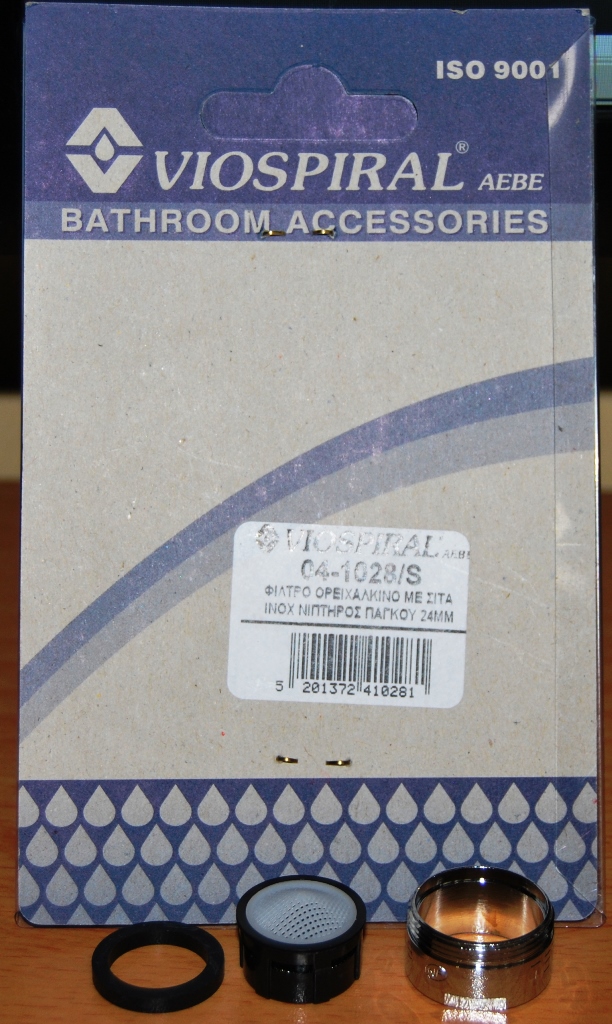 ISO 9001
VIOSPIRAL® AEBE
BATHROOM ACCESSORIES
VIOSPIRAL AEBE
04-1028/S
ΦΙΛΤΡΟ ΟΡΕΙΧΑΛΚΙΝΟ ΜΕ ΣΙΤΑ
ΙΝΟΧ ΝΙΠΤΗΡΟΣ ΠΑΓΚΟΥ 24ΜΜ
5 201372 410281